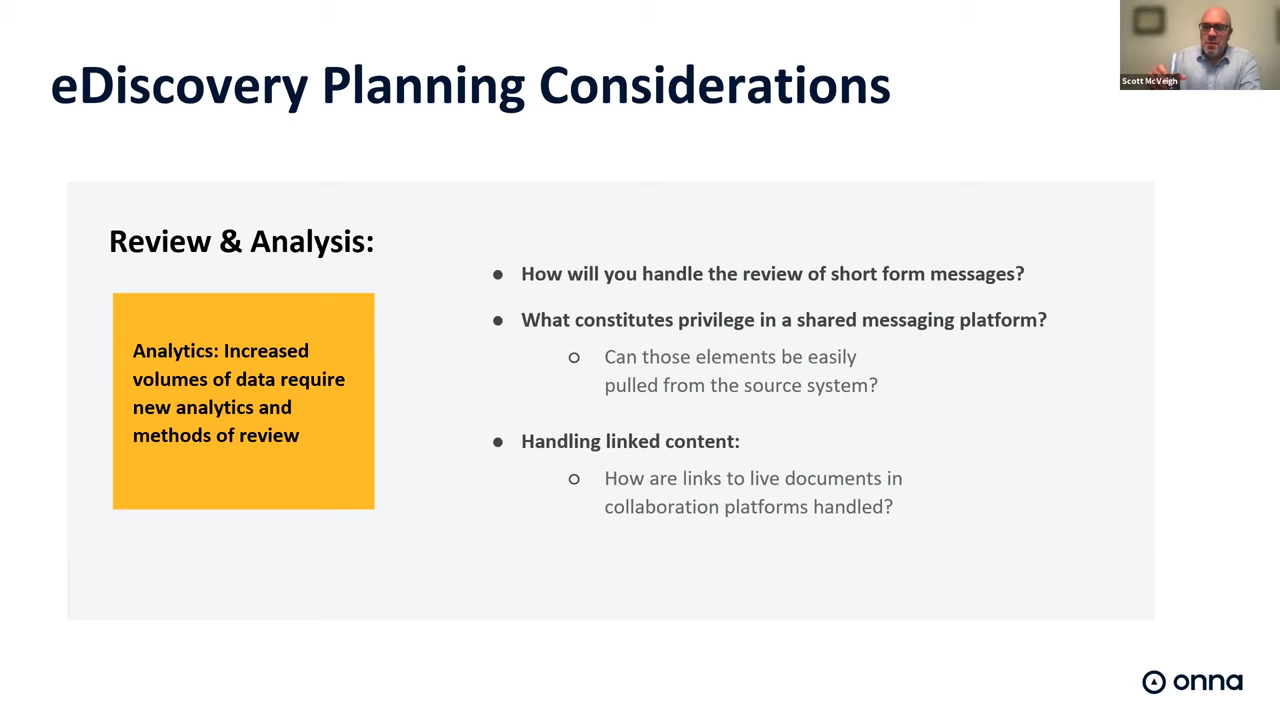 eDiscovery Planning Considerations
Scott McVeigh
Review & Analysis:
Analytics: Increased
volumes of data require
new analytics and
methods of review
● How will you handle the review of short form messages?
● What constitutes privilege in a shared messaging platform?
○ Can those elements be easily
pulled from the source system?
● Handling linked content:
○ How are links to live documents in
collaboration platforms handled?
onna